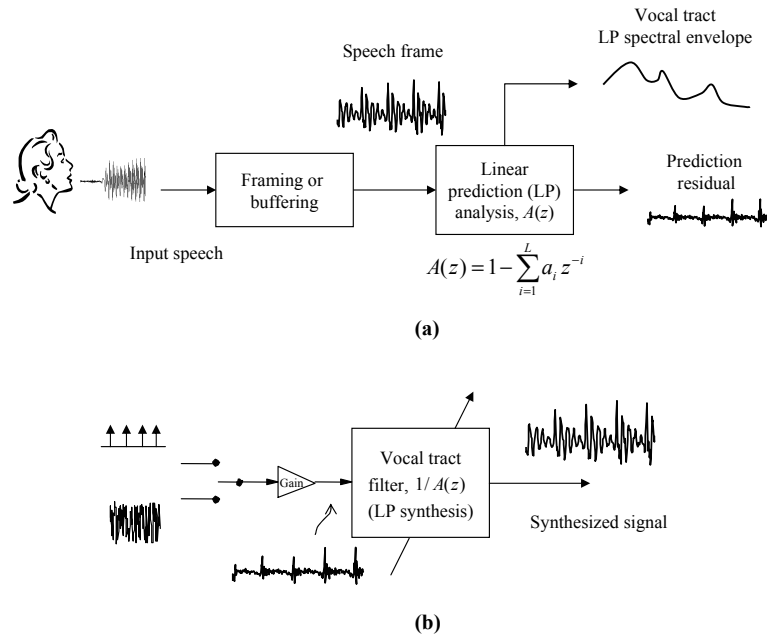 Vocal tract
LP spectral envelope
Speech frame
Framing or
buffering
Linear
prediction (LP)
analysis, A(z)
Prediction
residual
Input speech
A(z) = 1 − ∑_{i=1}^{L} a_i z^{−i}
(a)
Gain
Vocal tract
filter, 1/A(z)
(LP synthesis)
Synthesized signal
(b)